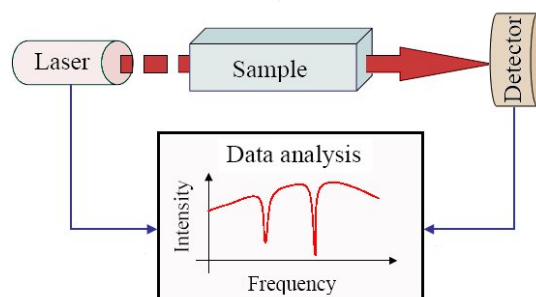 Laser
Sample
Detector
Data analysis
Intensity
Frequency